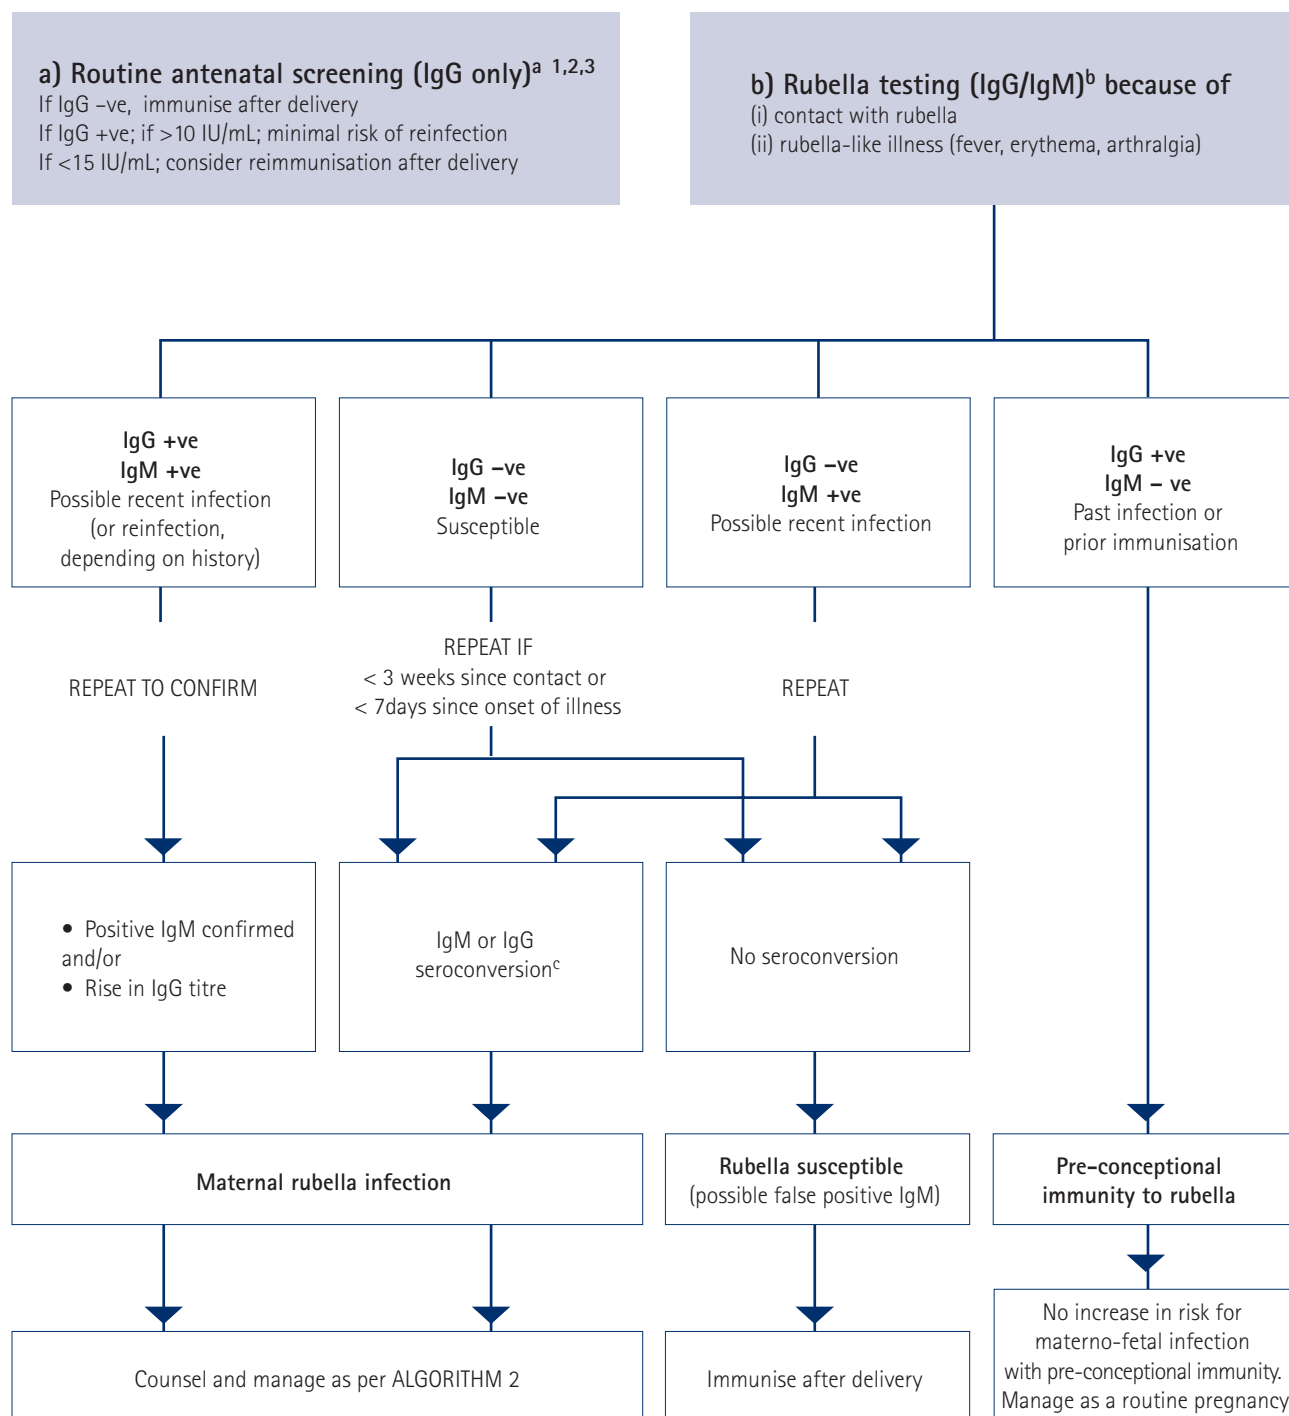 a) Routine antenatal screening (IgG only)a 1,2,3
If IgG –ve, immunise after delivery
If IgG +ve; if >10 IU/mL; minimal risk of reinfection
If <15 IU/mL; consider reimmunisation after delivery
b) Rubella testing (IgG/IgM)b because of
(i) contact with rubella
(ii) rubella-like illness (fever, erythema, arthralgia)
IgG +ve
IgM +ve
Possible recent infection
(or reinfection,
depending on history)
IgG –ve
IgM –ve
Susceptible
IgG –ve
IgM +ve
Possible recent infection
IgG +ve
IgM – ve
Past infection or
prior immunisation
REPEAT TO CONFIRM
REPEAT IF
< 3 weeks since contact or
< 7days since onset of illness
REPEAT
• Positive IgM confirmed
and/or
• Rise in IgG titre
IgM or IgG
seroconversionc
No seroconversion
Maternal rubella infection
Rubella susceptible
(possible false positive IgM)
Pre-conceptional
immunity to rubella
Counsel and manage as per ALGORITHM 2
Immunise after delivery
No increase in risk for
materno-fetal infection
with pre-conceptional immunity.
Manage as a routine pregnancy